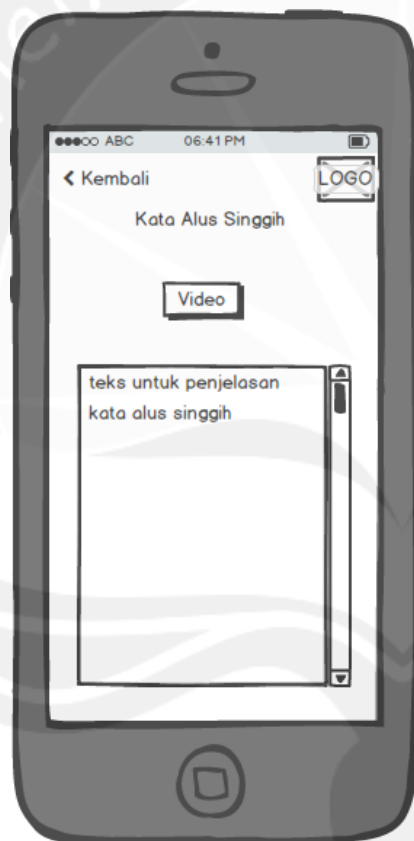 ABC 06:41 PM
Kembali
LOGO
Kata Alus Singgih
Video
teks untuk penjelasan
kata alus singgih